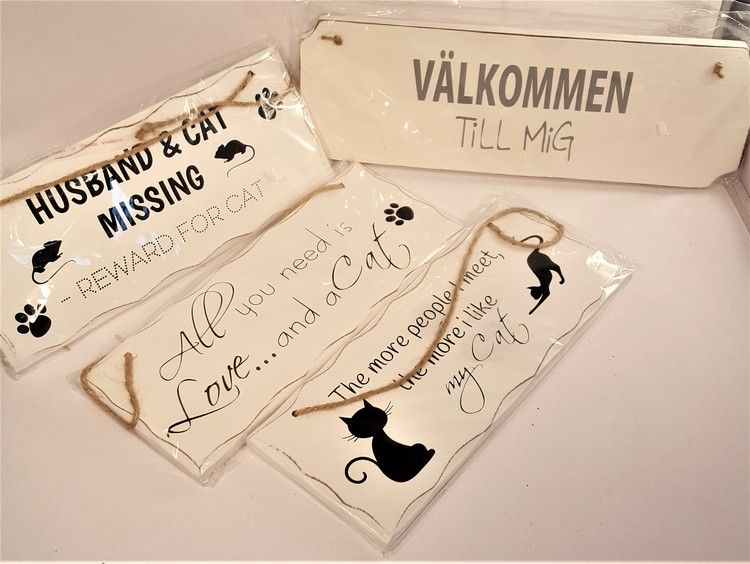 HUSBAND & CAT
MISSING
- REWARD FOR CAT
VÄLKOMMEN
TiLL MiG
All you need is
Love... and a Cat
The more people I meet,
the more i like
my Cat